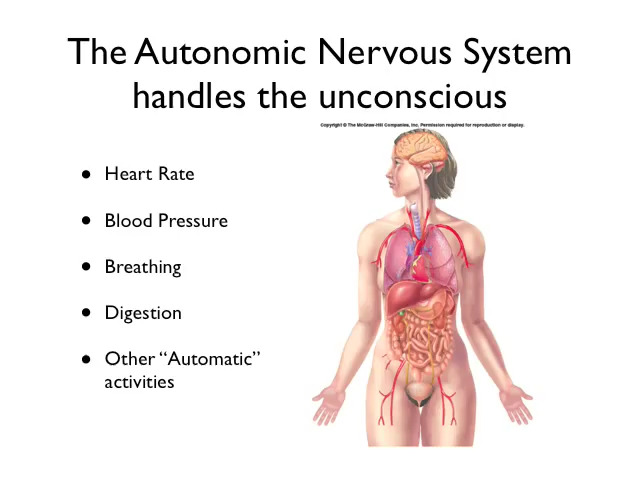 The Autonomic Nervous System
handles the unconscious
Copyright © The McGraw-Hill Companies, Inc. Permission required for reproduction or display.
• Heart Rate
• Blood Pressure
• Breathing
• Digestion
• Other “Automatic”
activities